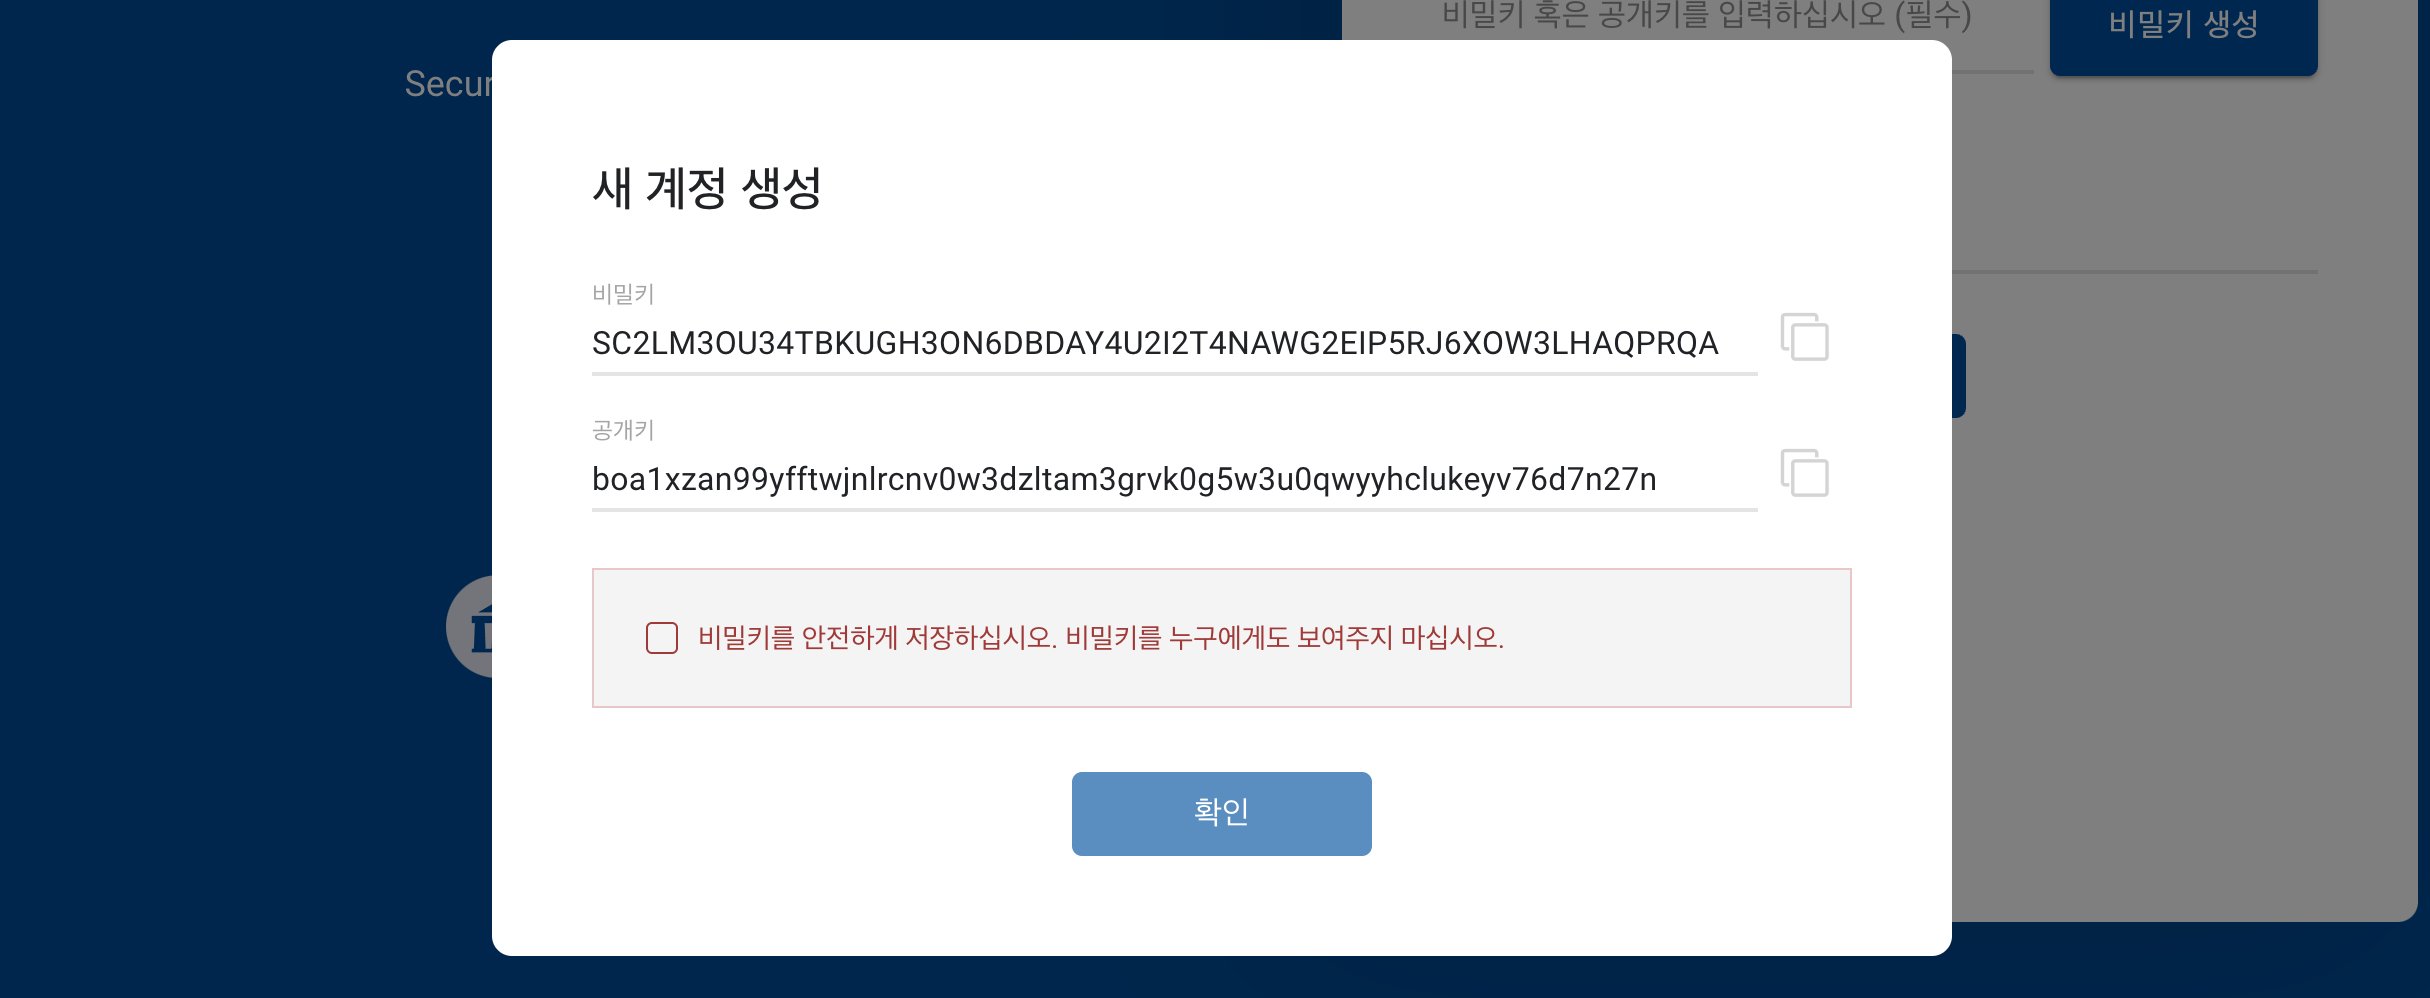 비밀키 혹은 공개키를 입력하십시오 (필수)
비밀키 생성
Secur
새 계정 생성
비밀키
SC2LM3OU34TBKUGH3ON6DBDAY4U2I2T4NAWG2EIP5RJ6XOW3LHAQPRQA
공개키
boa1xzan99yfftwjnlrcnv0w3dzltam3grvk0g5w3u0qwyyhclukeyv76d7n27n
비밀키를 안전하게 저장하십시오. 비밀키를 누구에게도 보여주지 마십시오.
확인